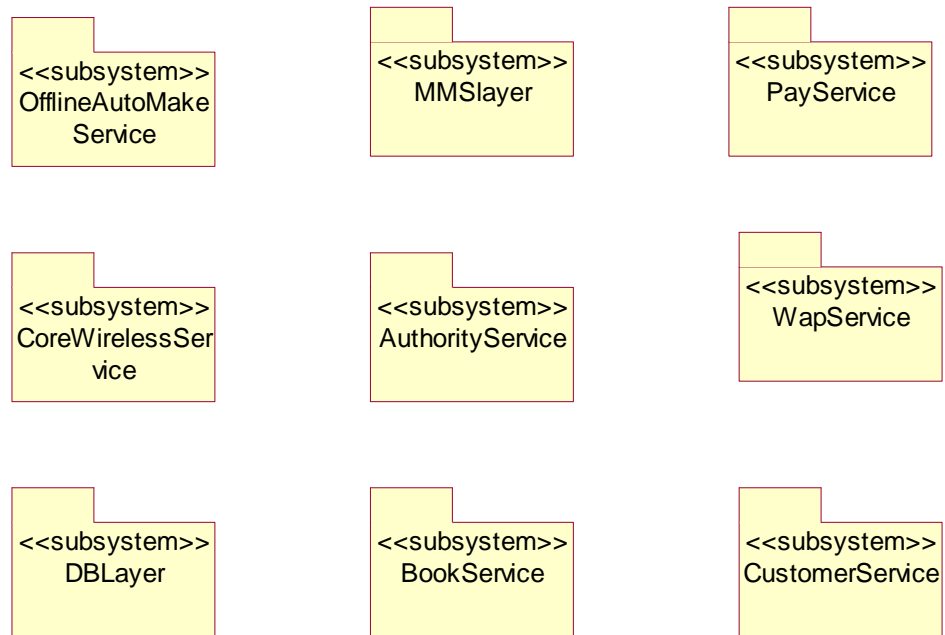 <<subsystem>>
OfflineAutoMake
Service
<<subsystem>>
MMSlayer
<<subsystem>>
PayService
<<subsystem>>
CoreWirelessSer
vice
<<subsystem>>
AuthorityService
<<subsystem>>
WapService
<<subsystem>>
DBLayer
<<subsystem>>
BookService
<<subsystem>>
CustomerService